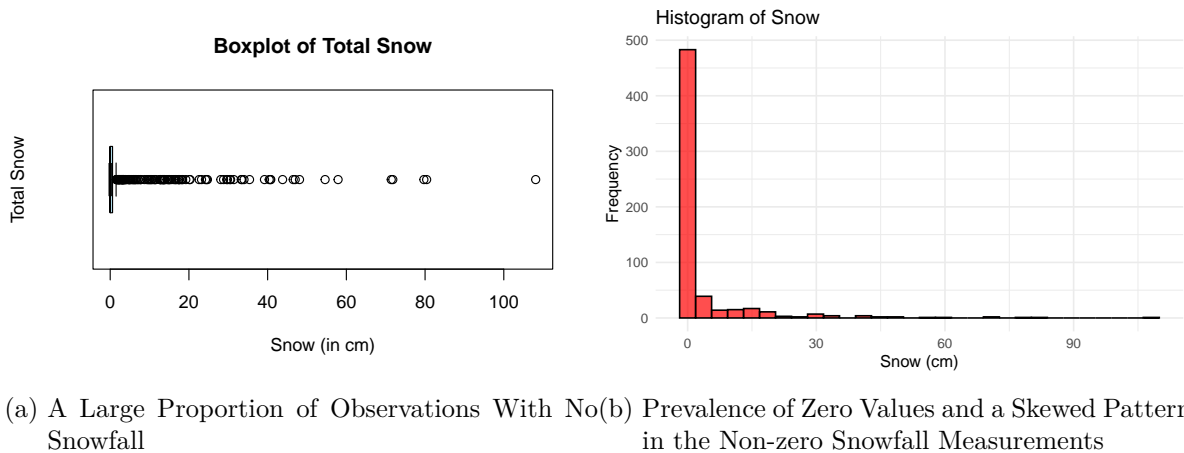 Boxplot of Total Snow
Total Snow
0 20 40 60 80 100
Snow (in cm)
Histogram of Snow
Frequency
500
400
300
200
100
0
0 30 60 90
Snow (cm)
(a) A Large Proportion of Observations With No
Snowfall
(b) Prevalence of Zero Values and a Skewed Pattern
in the Non-zero Snowfall Measurements